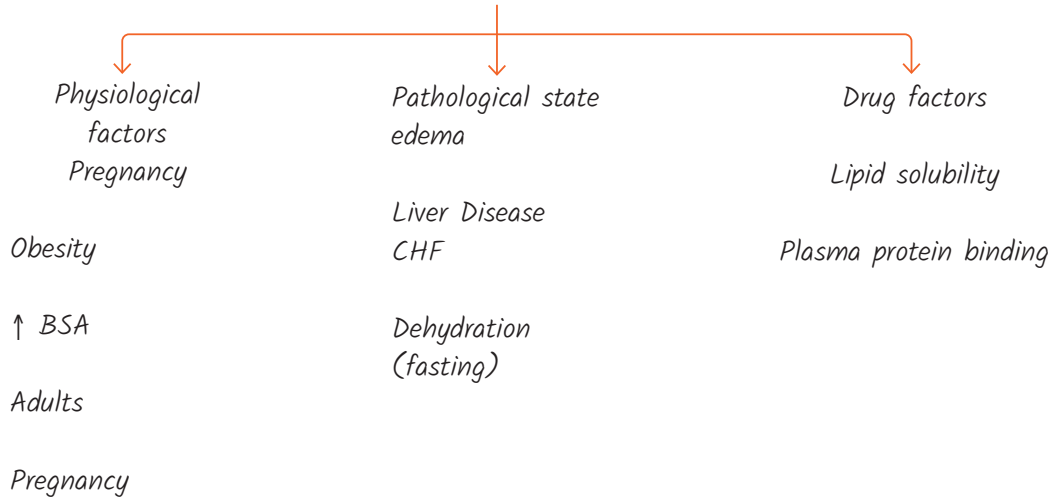 Physiological
factors
Pregnancy
Obesity
↑ BSA
Adults
Pregnancy
Pathological state
edema
Liver Disease
CHF
Dehydration
(fasting)
Drug factors
Lipid solubility
Plasma protein binding